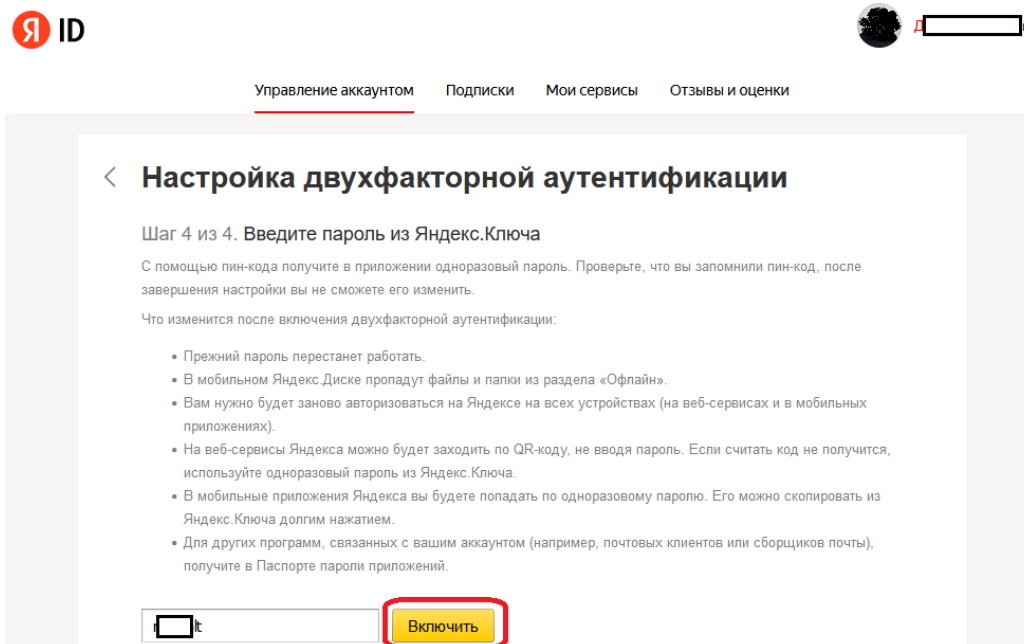 Я ID
Д
Управление аккаунтом Подписки Мои сервисы Отзывы и оценки
Настройка двухфакторной аутентификации
Шаг 4 из 4. Введите пароль из Яндекс.Ключа
С помощью пин-кода получите в приложении одноразовый пароль. Проверьте, что вы запомнили пин-код, после
завершения настройки вы не сможете его изменить.
Что изменится после включения двухфакторной аутентификации:
• Прежний пароль перестанет работать.
• В мобильном Яндекс.Диске пропадут файлы и папки из раздела «Офлайн».
• Вам нужно будет заново авторизоваться на Яндексе на всех устройствах (на веб-сервисах и в мобильных
приложениях).
• На веб-сервисы Яндекса можно будет заходить по QR-коду, не вводя пароль. Если считать код не получится,
используйте одноразовый пароль из Яндекс.Ключа.
• В мобильные приложения Яндекса вы будете попадать по одноразовому паролю. Его можно скопировать из
Яндекс.Ключа долгим нажатием.
• Для других программ, связанных с вашим аккаунтом (например, почтовых клиентов или сборщиков почты),
получите в Паспорте пароли приложений.
Включить